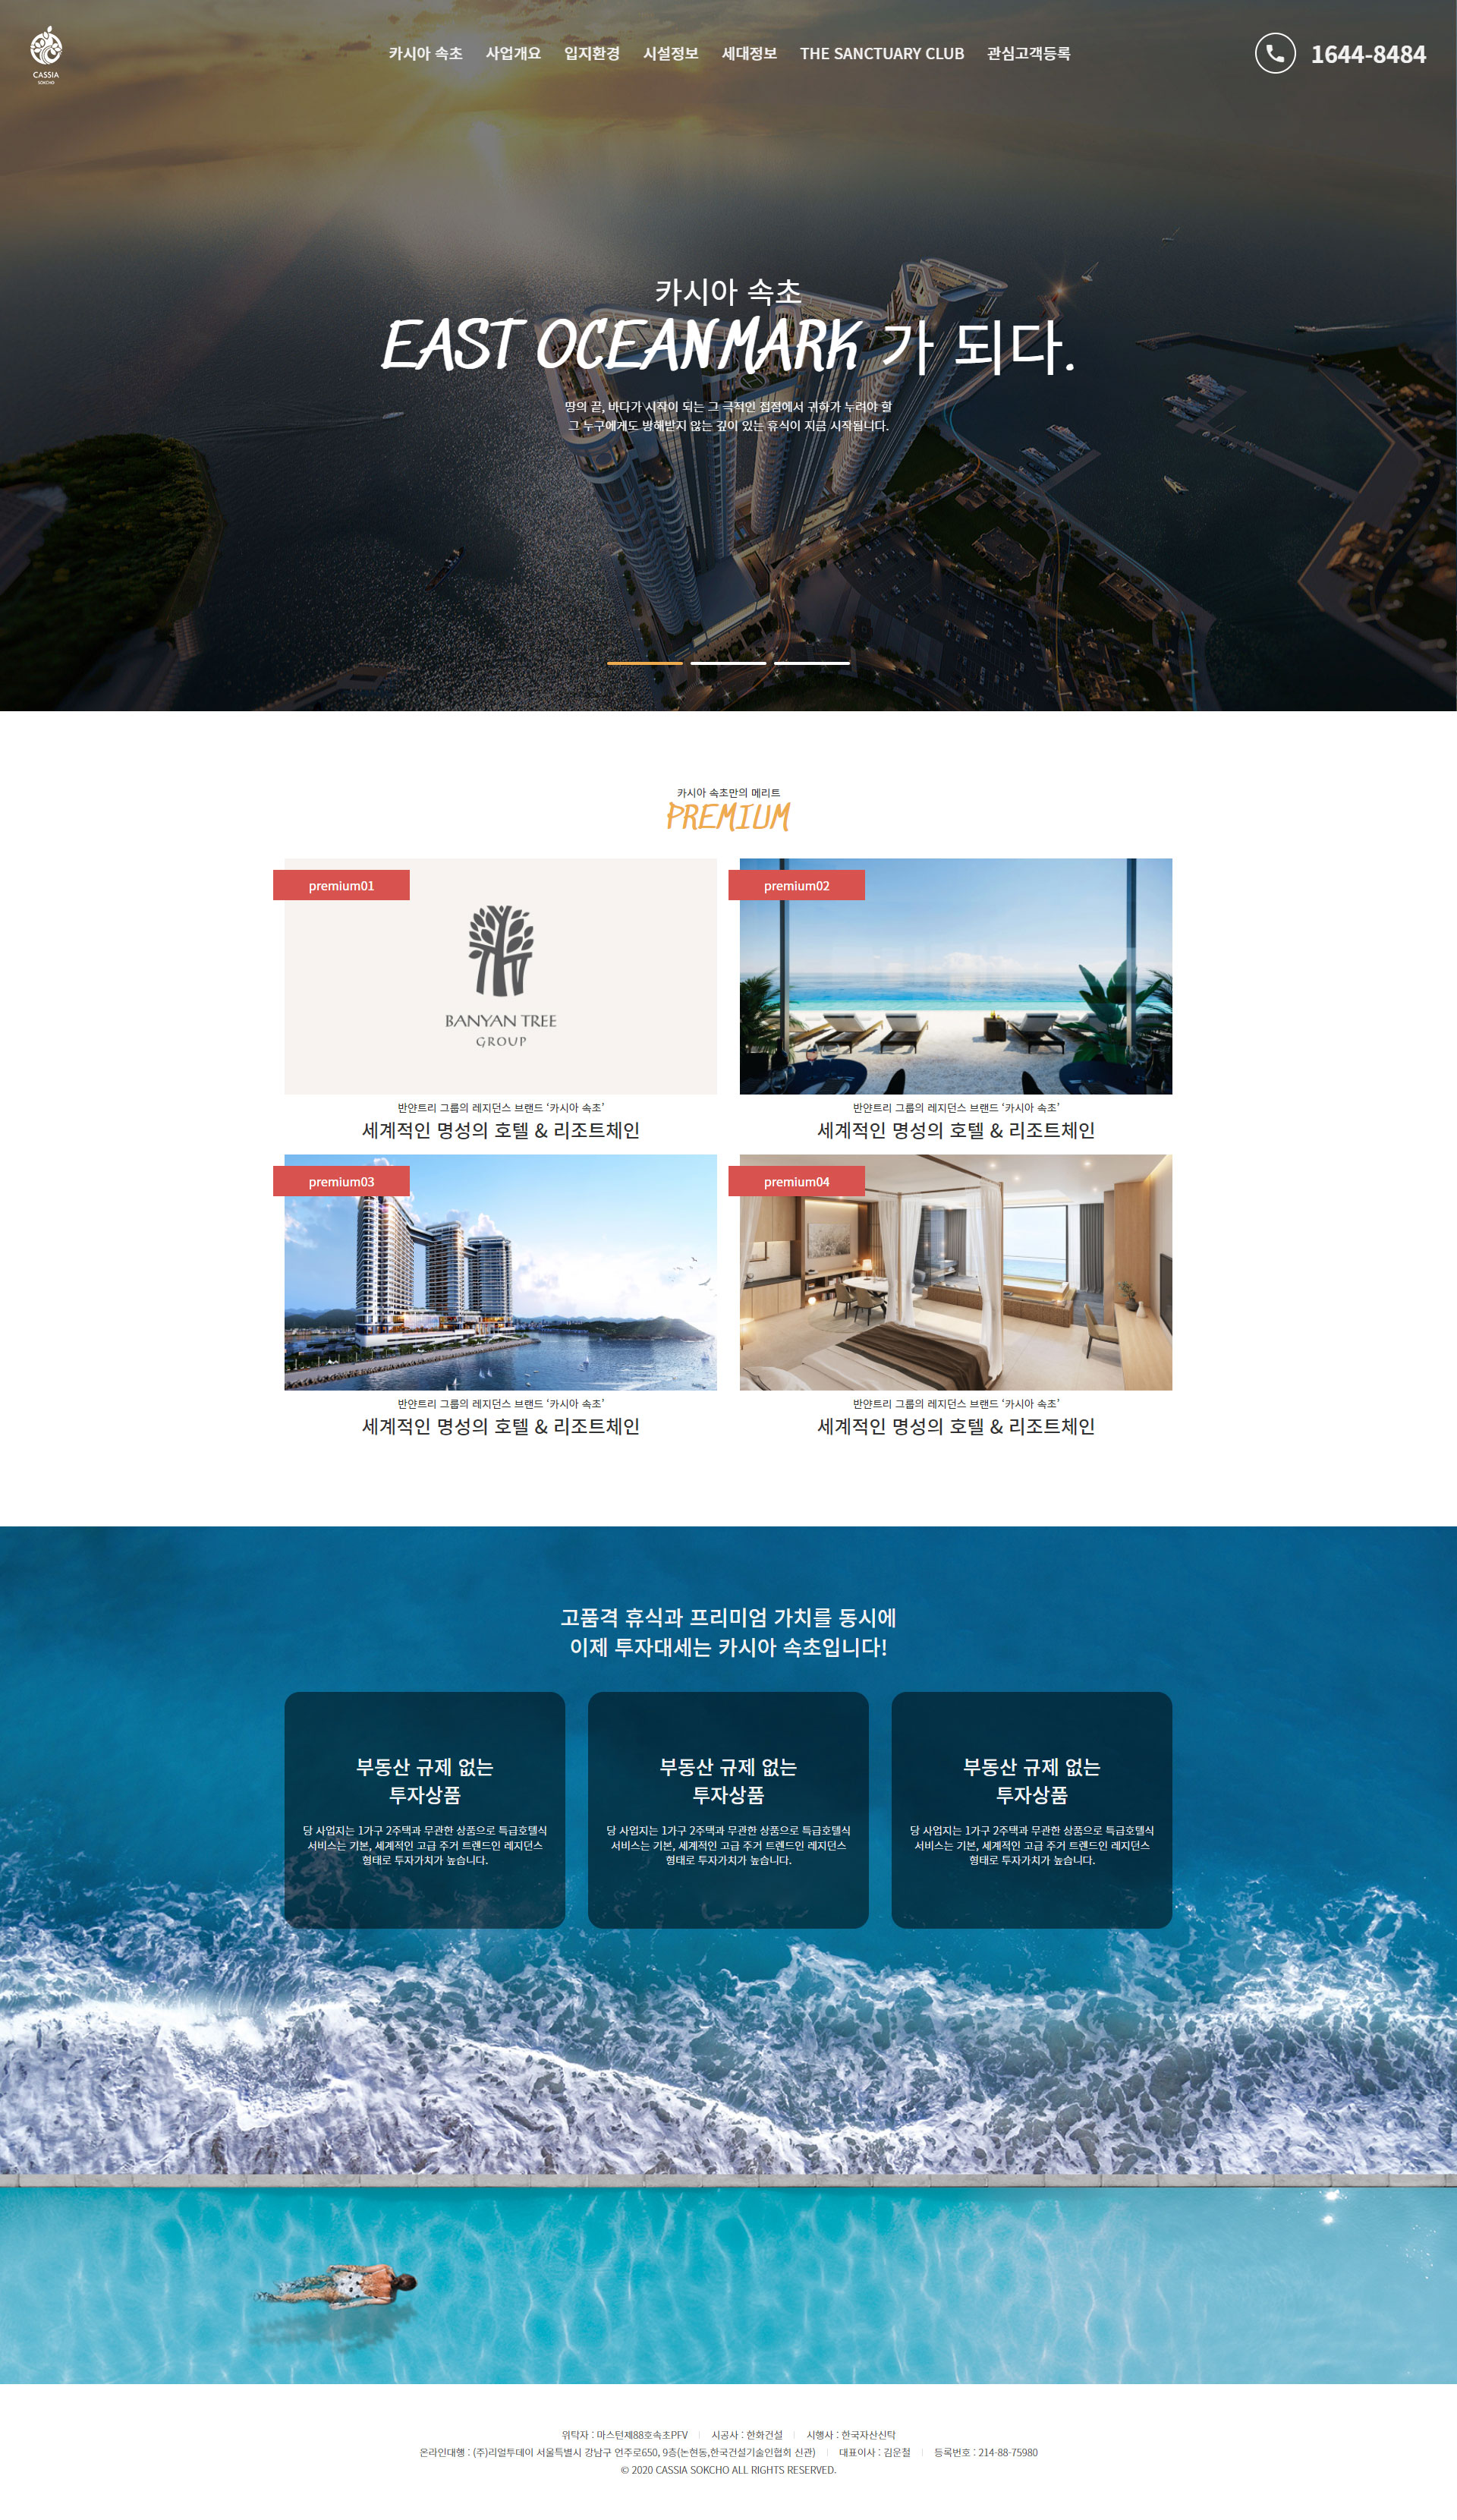 CASSIA
SOKCHO
카시아 속초 사업개요 입지환경 시설정보 세대정보 THE SANCTUARY CLUB 관심고객등록
1644-8484
카시아 속초
EAST OCEANMARK 가 되다.
땅의 끝, 바다가 시작이 되는 그 극적인 접점에서 귀하가 누려야 할
그 누구에게도 방해받지 않는 깊이 있는 휴식이 지금 시작됩니다.
카시아 속초만의 메리트
PREMIUM
premium01
BANYAN TREE
GROUP
반얀트리 그룹의 레지던스 브랜드 ‘카시아 속초’
세계적인 명성의 호텔 & 리조트체인
premium02
반얀트리 그룹의 레지던스 브랜드 ‘카시아 속초’
세계적인 명성의 호텔 & 리조트체인
premium03
반얀트리 그룹의 레지던스 브랜드 ‘카시아 속초’
세계적인 명성의 호텔 & 리조트체인
premium04
반얀트리 그룹의 레지던스 브랜드 ‘카시아 속초’
세계적인 명성의 호텔 & 리조트체인
고품격 휴식과 프리미엄 가치를 동시에
이제 투자대세는 카시아 속초입니다!
부동산 규제 없는
투자상품
당 사업지는 1가구 2주택과 무관한 상품으로 특급호텔식
서비스는 기본, 세계적인 고급 주거 트렌드인 레지던스
형태로 투자가치가 높습니다.
부동산 규제 없는
투자상품
당 사업지는 1가구 2주택과 무관한 상품으로 특급호텔식
서비스는 기본, 세계적인 고급 주거 트렌드인 레지던스
형태로 투자가치가 높습니다.
부동산 규제 없는
투자상품
당 사업지는 1가구 2주택과 무관한 상품으로 특급호텔식
서비스는 기본, 세계적인 고급 주거 트렌드인 레지던스
형태로 투자가치가 높습니다.
위탁자 : 마스턴제88호속초PFV | 시공사 : 한화건설 | 시행사 : 한국자산신탁
온라인대행 : (주)리얼투데이 서울특별시 강남구 언주로650, 9층(논현동,한국건설기술인협회 신관) | 대표이사 : 김운철 | 등록번호 : 214-88-75980
© 2020 CASSIA SOKCHO ALL RIGHTS RESERVED.